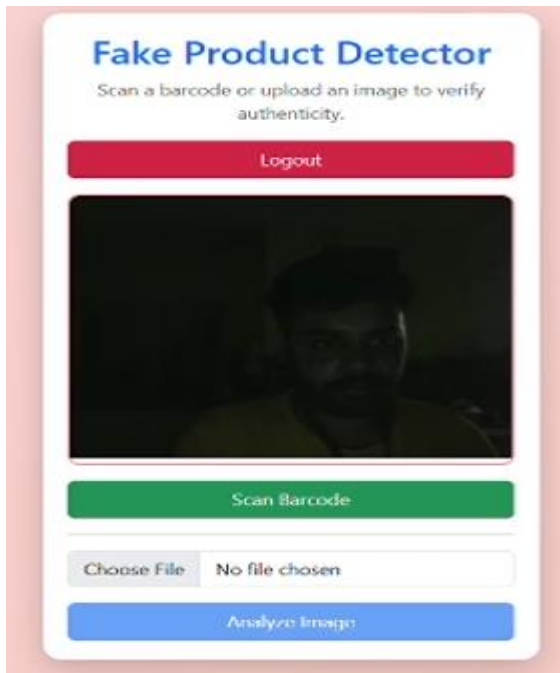 Fake Product Detector
Scan a barcode or upload an image to verify
authenticity.
Logout
Scan Barcode
Choose File No file chosen
Analyze Image